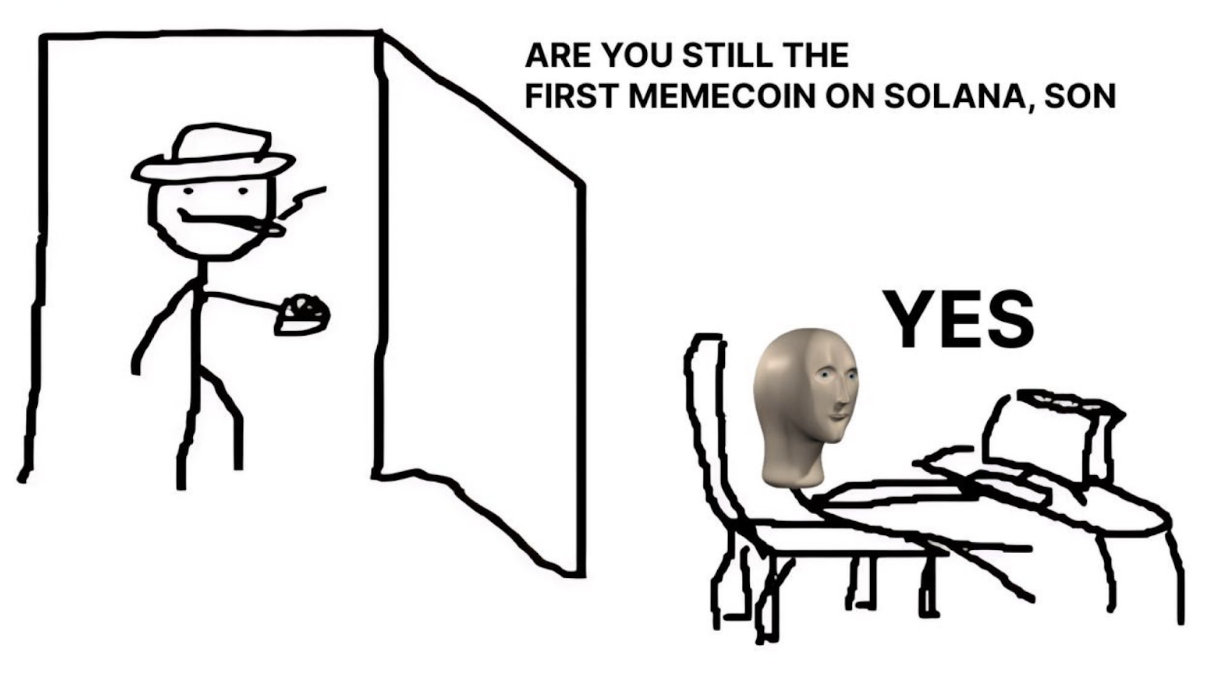 ARE YOU STILL THE
FIRST MEMECOIN ON SOLANA, SON
YES